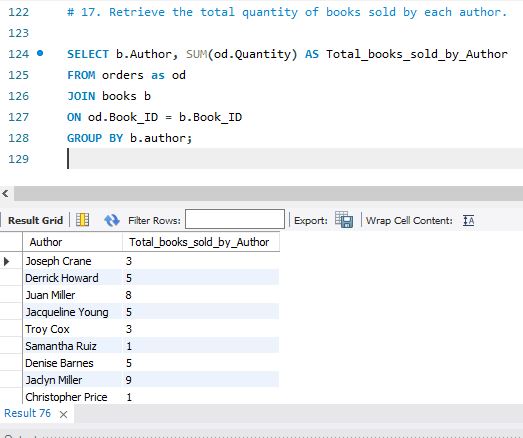 122 # 17. Retrieve the total quantity of books sold by each author.
123
124 SELECT b.Author, SUM(od.Quantity) AS Total_books_sold_by_Author
125 FROM orders as od
126 JOIN books b
127 ON od.Book_ID = b.Book_ID
128 GROUP BY b.author;
129
Result Grid Filter Rows: Export: Wrap Cell Content:
Author Total_books_sold_by_Author
Joseph Crane 3
Derrick Howard 5
Juan Miller 8
Jacqueline Young 5
Troy Cox 3
Samantha Ruiz 1
Denise Barnes 5
Jaclyn Miller 9
Christopher Price 1
Result 76